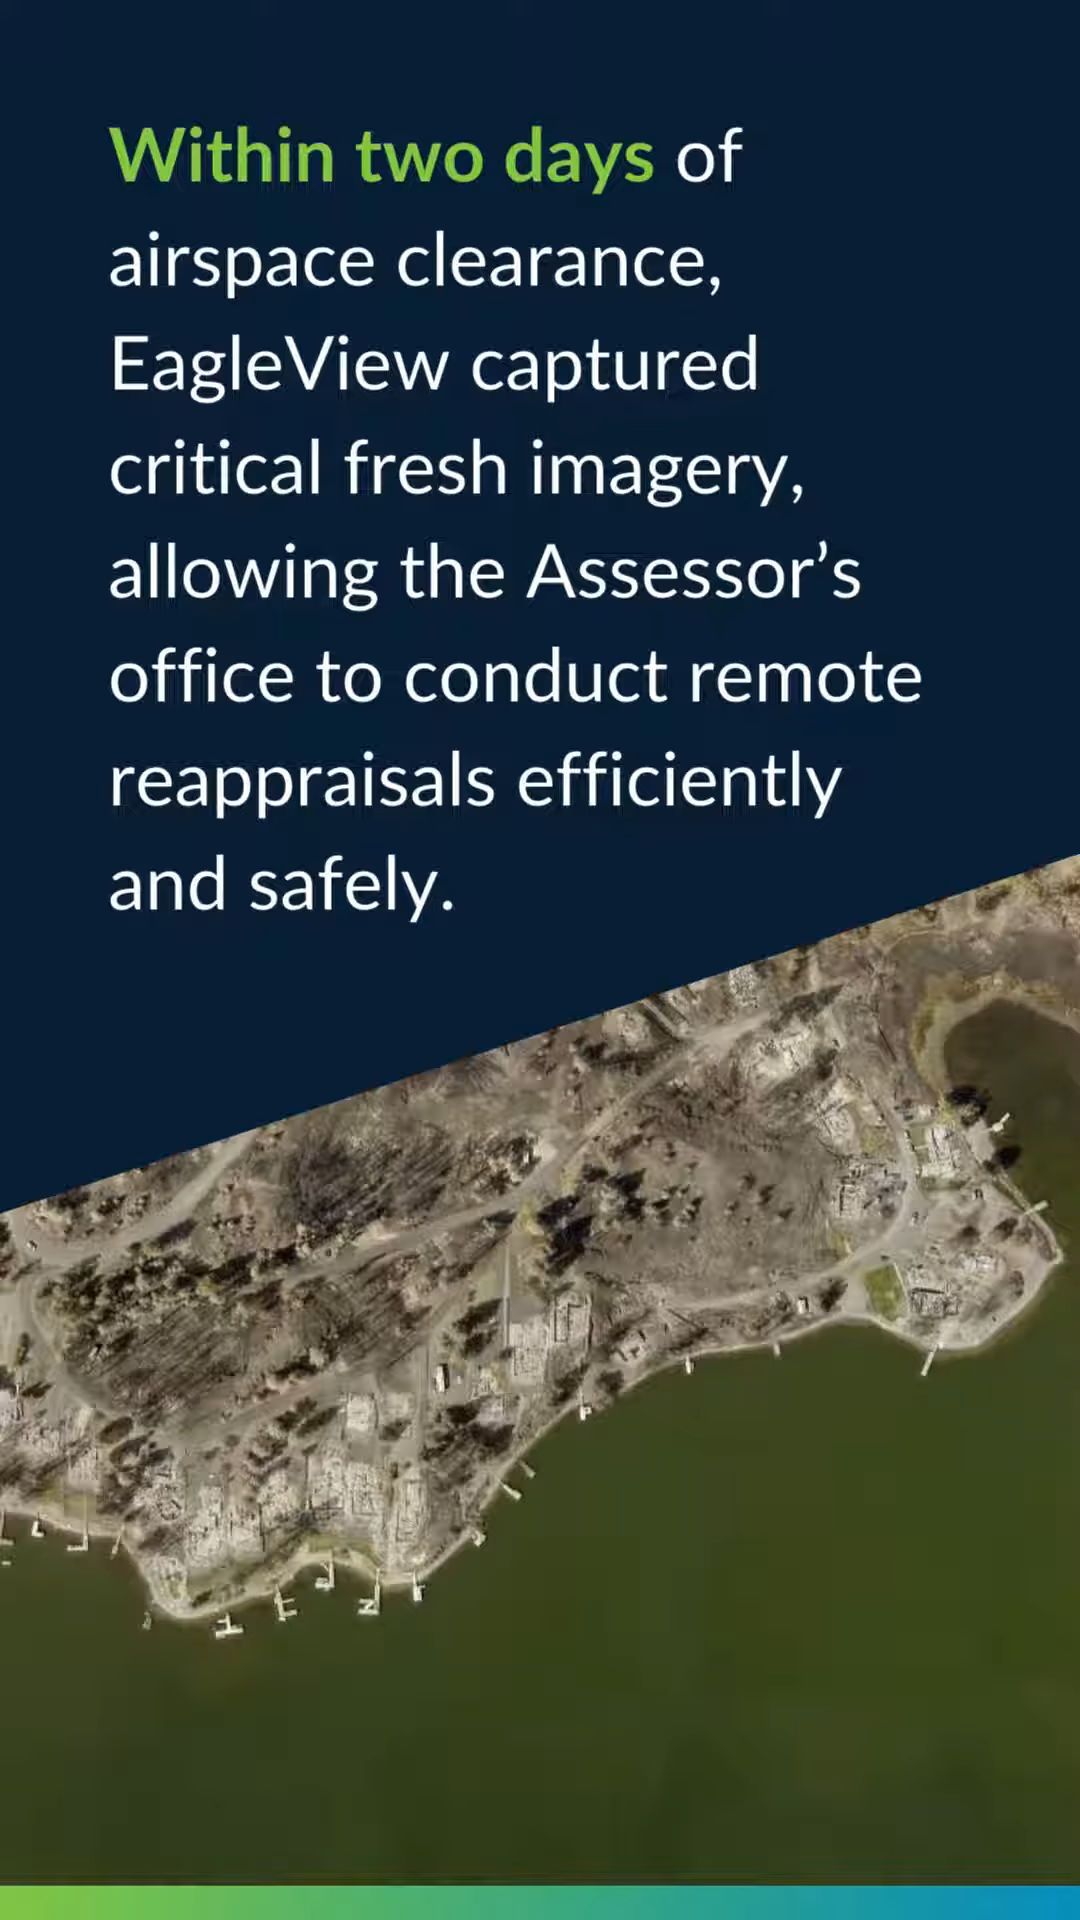 Within two days of
airspace clearance,
EagleView captured
critical fresh imagery,
allowing the Assessor’s
office to conduct remote
reappraisals efficiently
and safely.